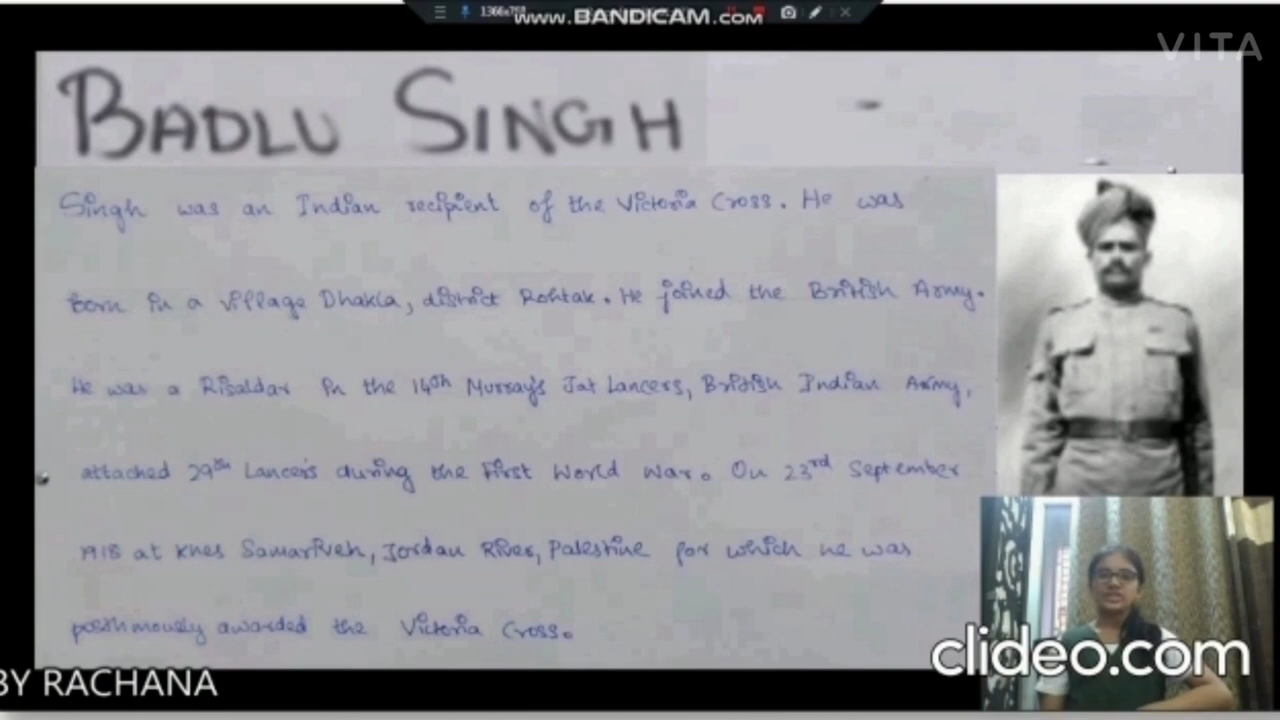 1366x768
www.BANDICAM.com
VITA
BADLU SINGH -
Singh was an Indian recipient of the Victoria Cross. He was
born in a village Dhakla, district Rohtak. He joined the British Army.
He was a Risaldar in the 14th Murray's Jat Lancers, British Indian Army,
attached 29th Lancers during the First World War. On 23rd September
1918 at Khes Samariveh, Jordan River, Palestine for which he was
posthmously awarded the Victoria Cross.
clideo.com
BY RACHANA